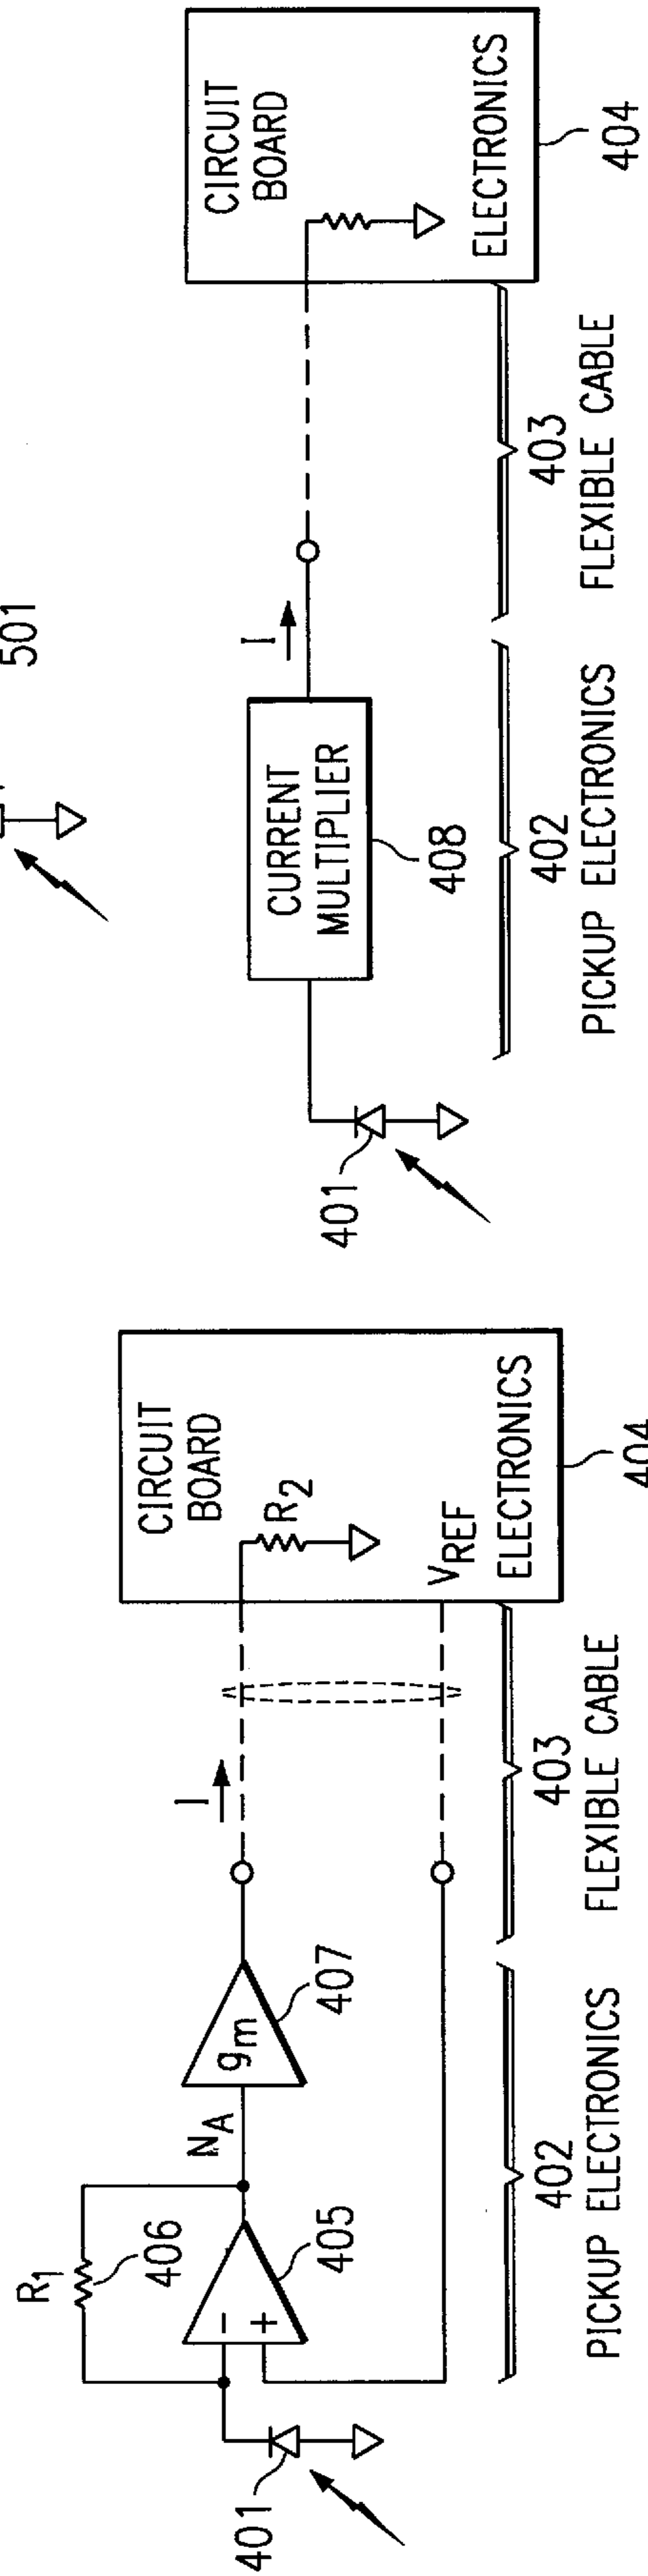 501
R1
406
NA
gm
407
405
401
I
CIRCUIT
BOARD
R2
VREF
ELECTRONICS
404
402
PICKUP ELECTRONICS
403
FLEXIBLE CABLE
401
CURRENT
MULTIPLIER
408
I
CIRCUIT
BOARD
ELECTRONICS
404
402
PICKUP ELECTRONICS
403
FLEXIBLE CABLE